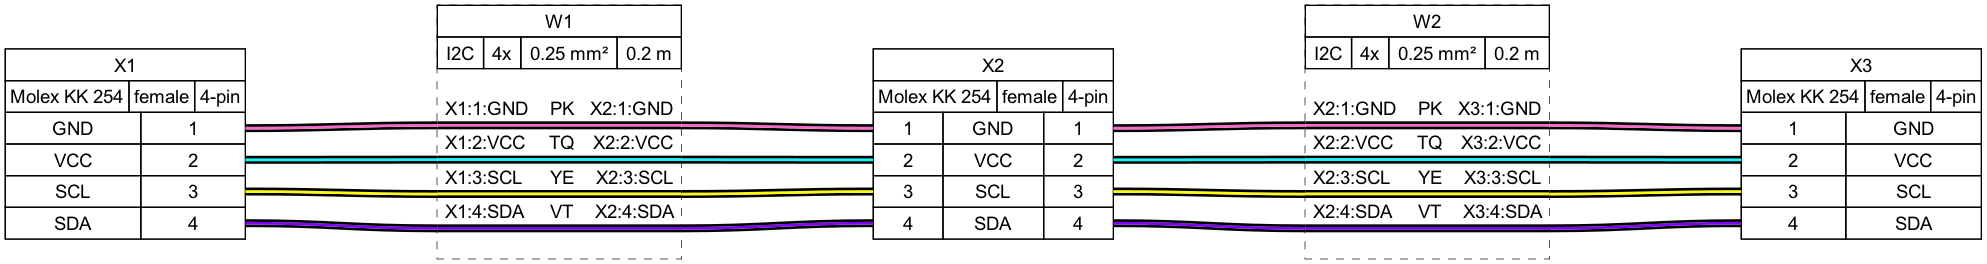 W1
I2C 4x 0.25 mm² 0.2 m
W2
I2C 4x 0.25 mm² 0.2 m
X1
Molex KK 254 female 4-pin
GND 1
VCC 2
SCL 3
SDA 4
X1:1:GND PK X2:1:GND
X1:2:VCC TQ X2:2:VCC
X1:3:SCL YE X2:3:SCL
X1:4:SDA VT X2:4:SDA
X2
Molex KK 254 female 4-pin
1 GND 1
2 VCC 2
3 SCL 3
4 SDA 4
X2:1:GND PK X3:1:GND
X2:2:VCC TQ X3:2:VCC
X2:3:SCL YE X3:3:SCL
X2:4:SDA VT X3:4:SDA
X3
Molex KK 254 female 4-pin
1 GND
2 VCC
3 SCL
4 SDA